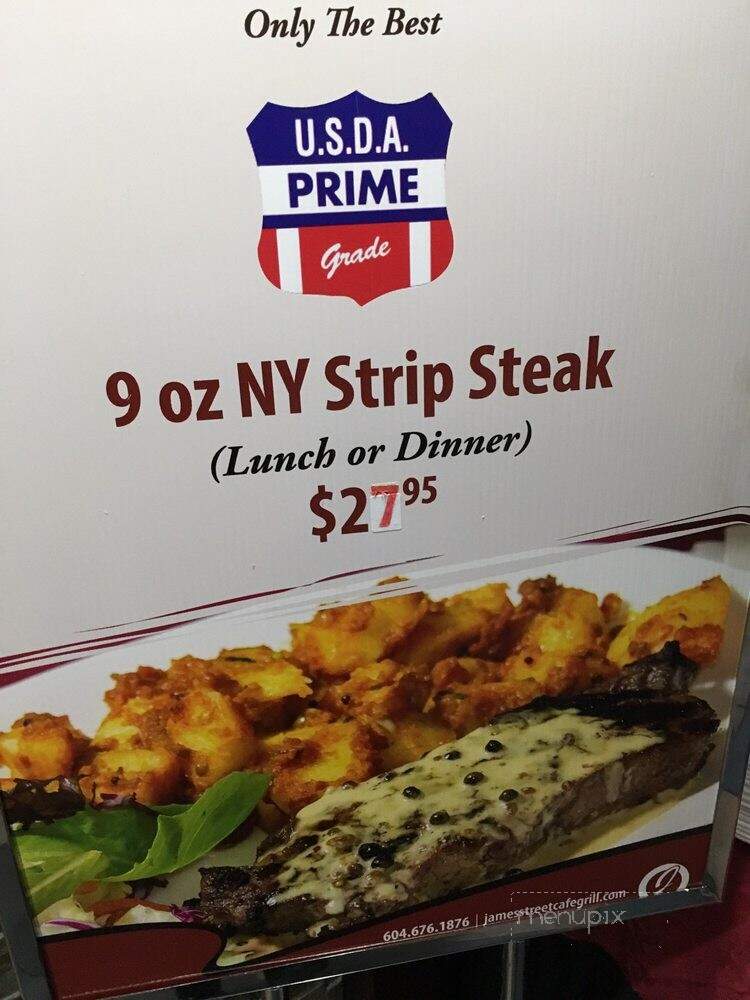 Only The Best
U.S.D.A.
PRIME
Grade
9 oz NY Strip Steak
(Lunch or Dinner)
$27.95
604.676.1876 | jamesstreetcafegrill.com
menupix